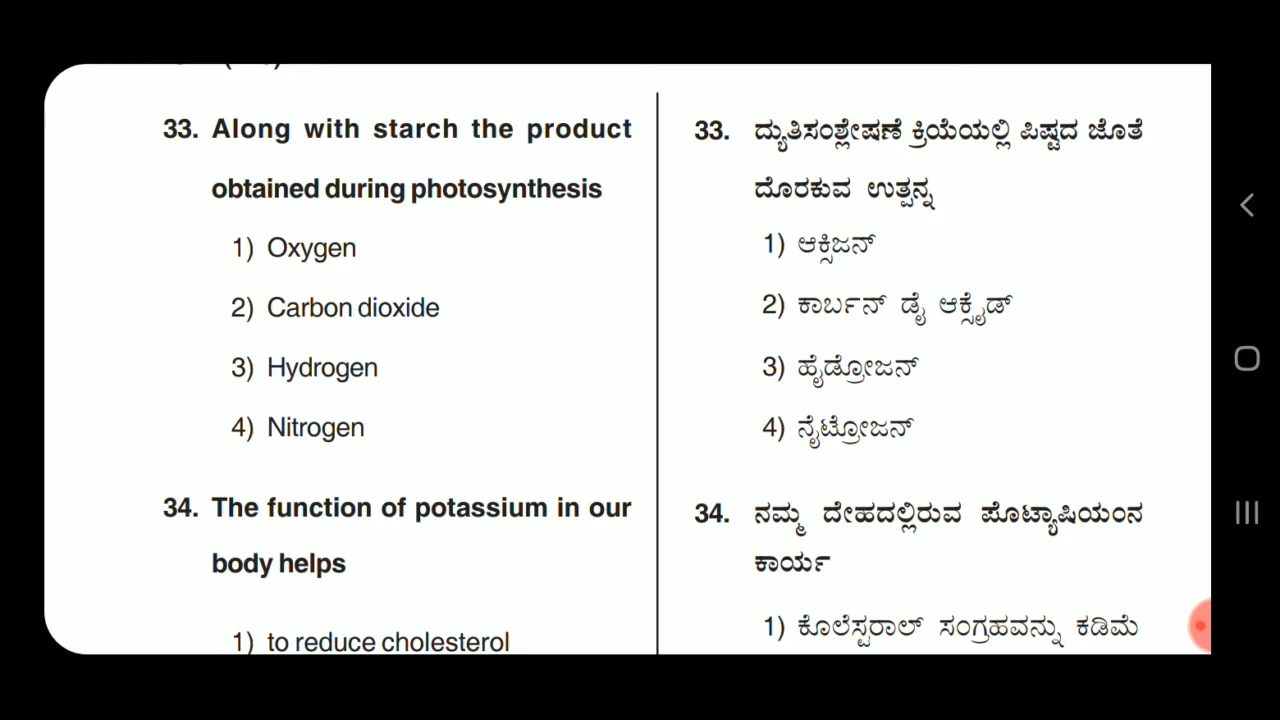 33. Along with starch the product
obtained during photosynthesis
1) Oxygen
2) Carbon dioxide
3) Hydrogen
4) Nitrogen
34. The function of potassium in our
body helps
1) to reduce cholesterol
33. ದ್ಯುತಿಸಂಶ್ಲೇಷಣೆ ಕ್ರಿಯೆಯಲ್ಲಿ ಪಿಷ್ಟದ ಜೊತೆ
ದೊರಕುವ ಉತ್ಪನ್ನ
1) ಆಕ್ಸಿಜನ್
2) ಕಾರ್ಬನ್ ಡೈ ಆಕ್ಸೈಡ್
3) ಹೈಡ್ರೋಜನ್
4) ನೈಟ್ರೋಜನ್
34. ನಮ್ಮ ದೇಹದಲ್ಲಿರುವ ಪೊಟ್ಯಾಷಿಯಂನ
ಕಾರ್ಯ
1) ಕೊಲೆಸ್ಟರಾಲ್ ಸಂಗ್ರಹವನ್ನು ಕಡಿಮೆ